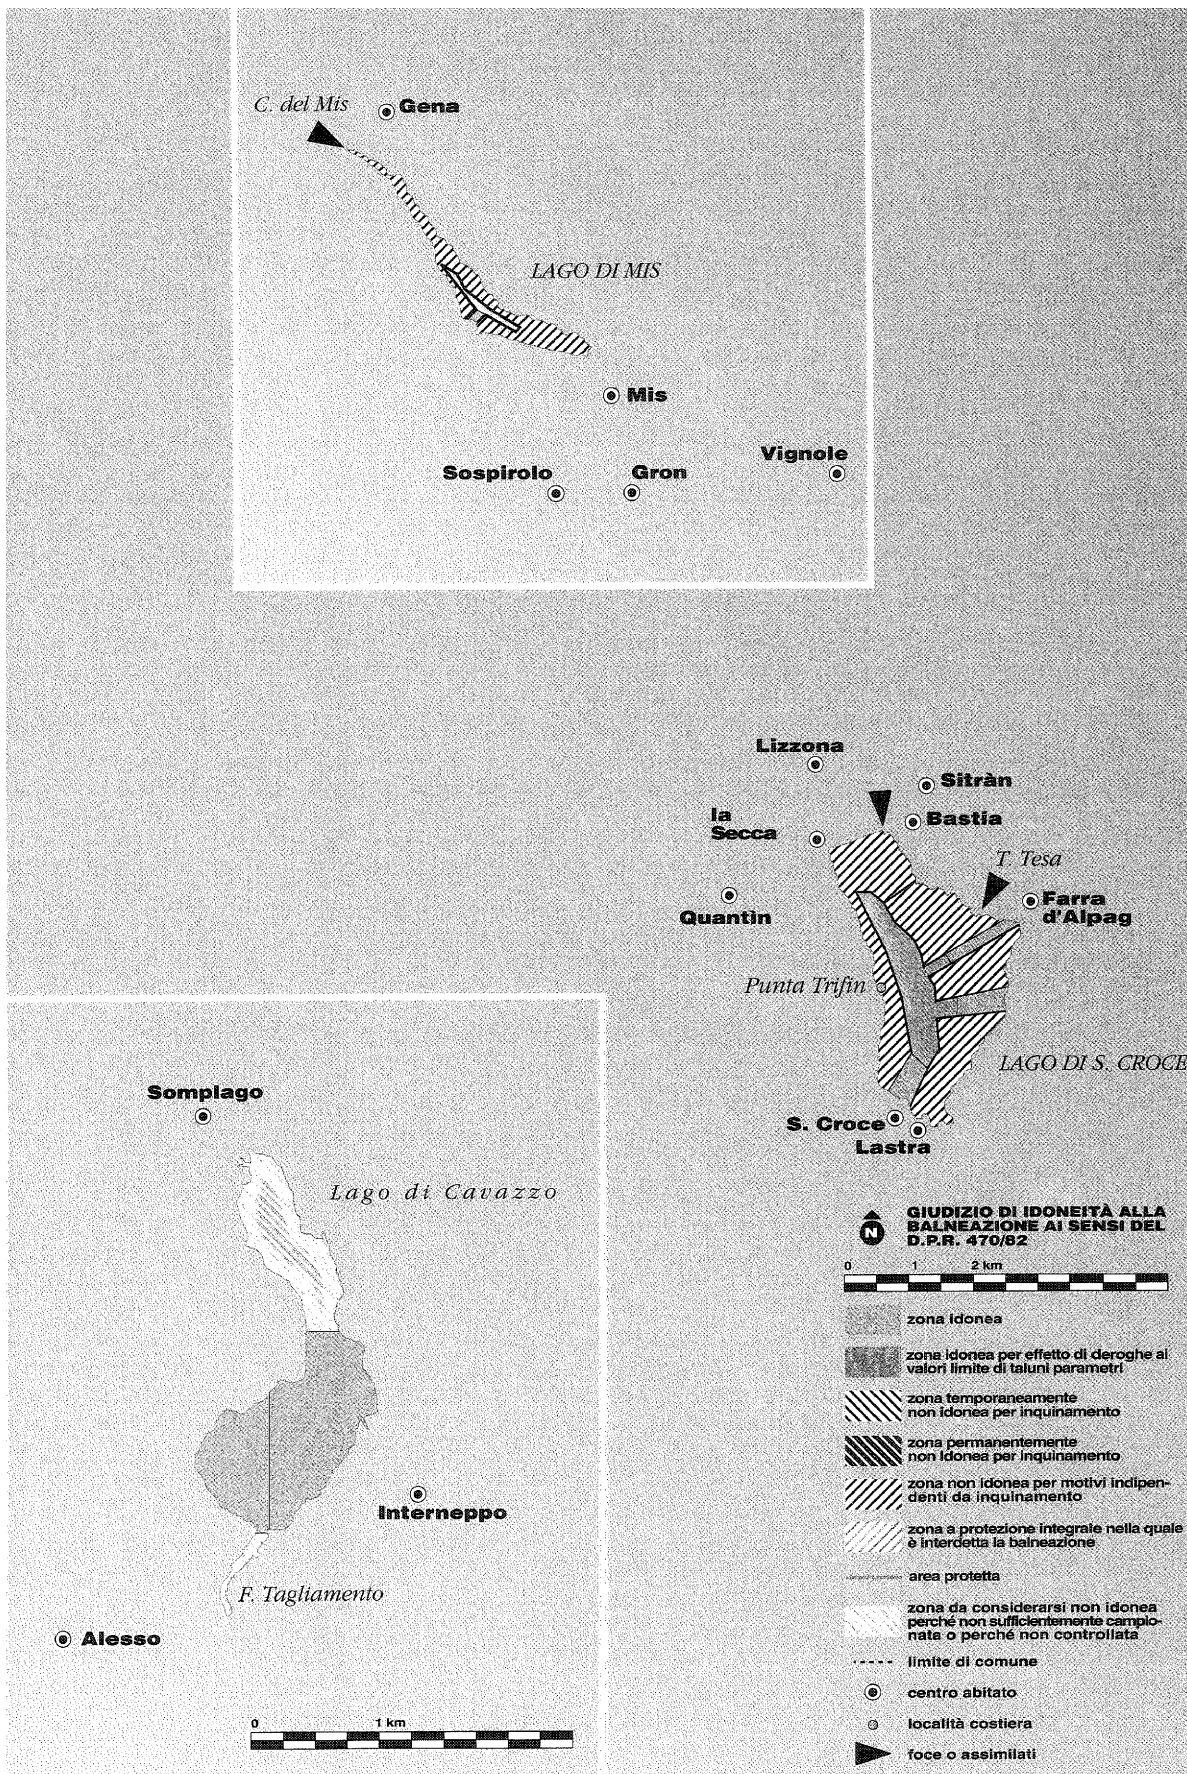 C. del Mis
Gena
LAGO DI MIS
Mis
Sospirolo
Gron
Vignole
Lizzona
Sitràn
la
Secca
Bastia
T. Tesa
Quantìn
Farra
d'Alpag
Punta Trifin
LAGO DI S. CROCE
S. Croce
Lastra
Somplago
Lago di Cavazzo
Interneppo
F. Tagliamento
Alesso
0 1 km
N
GIUDIZIO DI IDONEITÀ ALLA
BALNEAZIONE AI SENSI DEL
D.P.R. 470/82
0 1 2 km
zona idonea
zona idonea per effetto di deroghe ai
valori limite di taluni parametri
zona temporaneamente
non idonea per inquinamento
zona permanentemente
non idonea per inquinamento
zona non idonea per motivi indipen-
denti da inquinamento
zona a protezione integrale nella quale
è interdetta la balneazione
area protetta
zona da considerarsi non idonea
perché non sufficientemente campio-
nata o perché non controllata
limite di comune
centro abitato
località costiera
foce o assimilati